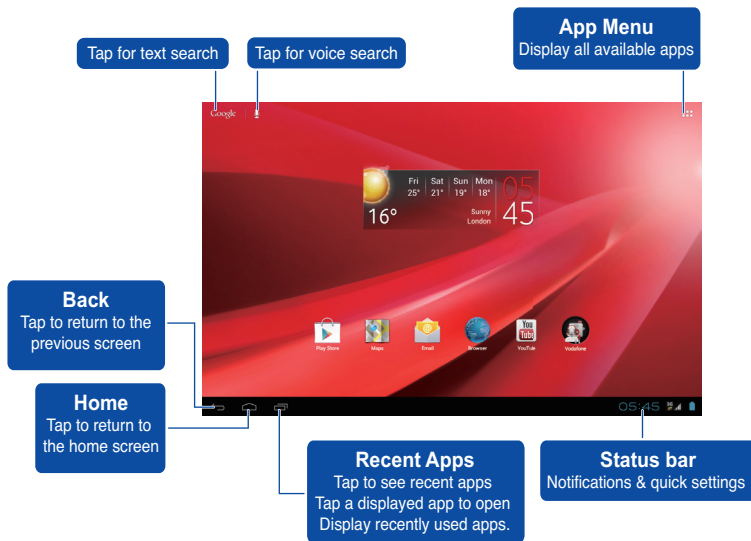 App Menu
Display all available apps
Tap for text search
Tap for voice search
Google
Fri Sat Sun Mon
25° 21° 19° 18°
05
16°
Sunny
London
45
Back
Tap to return to the
previous screen
Play Store Maps Email Browser YouTube Vodafone
You
Tube
Home
Tap to return to
the home screen
05:45 3G
Recent Apps
Tap to see recent apps
Tap a displayed app to open
Display recently used apps.
Status bar
Notifications & quick settings